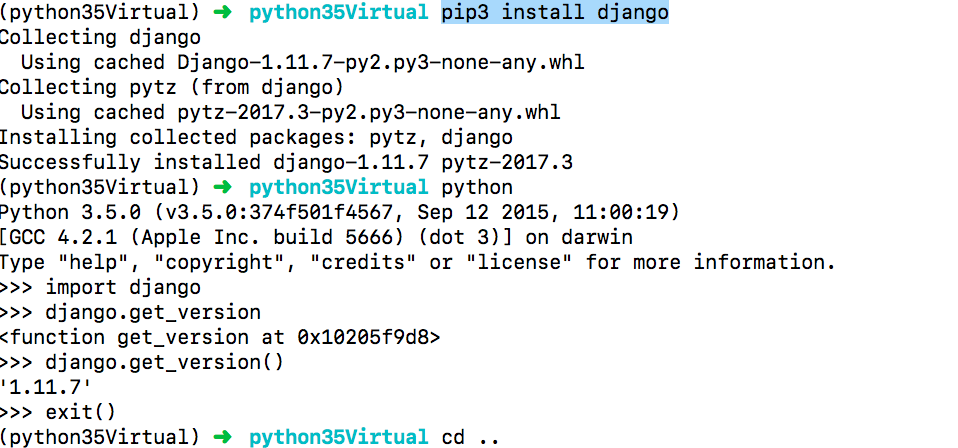 (python35Virtual) ➜  python35Virtual pip3 install django
Collecting django
  Using cached Django-1.11.7-py2.py3-none-any.whl
Collecting pytz (from django)
  Using cached pytz-2017.3-py2.py3-none-any.whl
Installing collected packages: pytz, django
Successfully installed django-1.11.7 pytz-2017.3
(python35Virtual) ➜  python35Virtual python
Python 3.5.0 (v3.5.0:374f501f4567, Sep 12 2015, 11:00:19)
[GCC 4.2.1 (Apple Inc. build 5666) (dot 3)] on darwin
Type "help", "copyright", "credits" or "license" for more information.
>>> import django
>>> django.get_version
<function get_version at 0x10205f9d8>
>>> django.get_version()
'1.11.7'
>>> exit()
(python35Virtual) ➜  python35Virtual cd ..